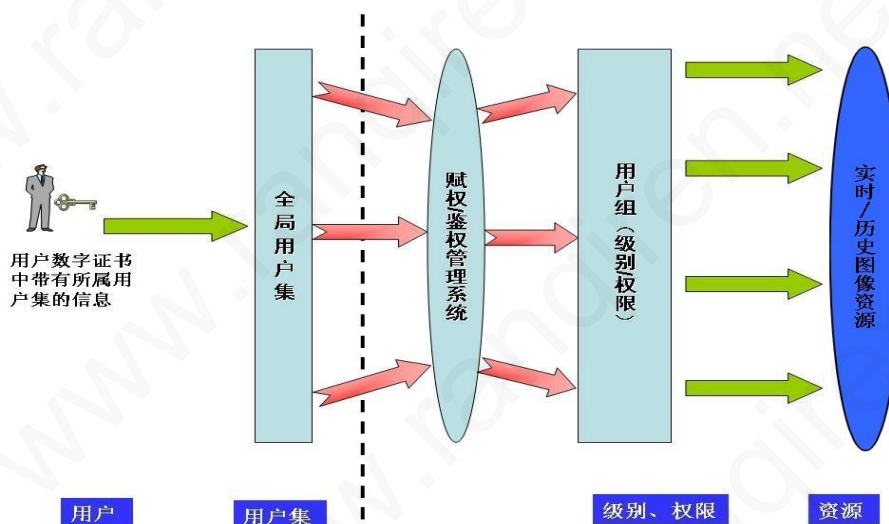 用户数字证书
中带有所属用
户集的信息
全局用户集
赋权/鉴权管理系统
用户组（级别/权限）
实时/历史图像资源
用户
用户集
级别、权限
资源